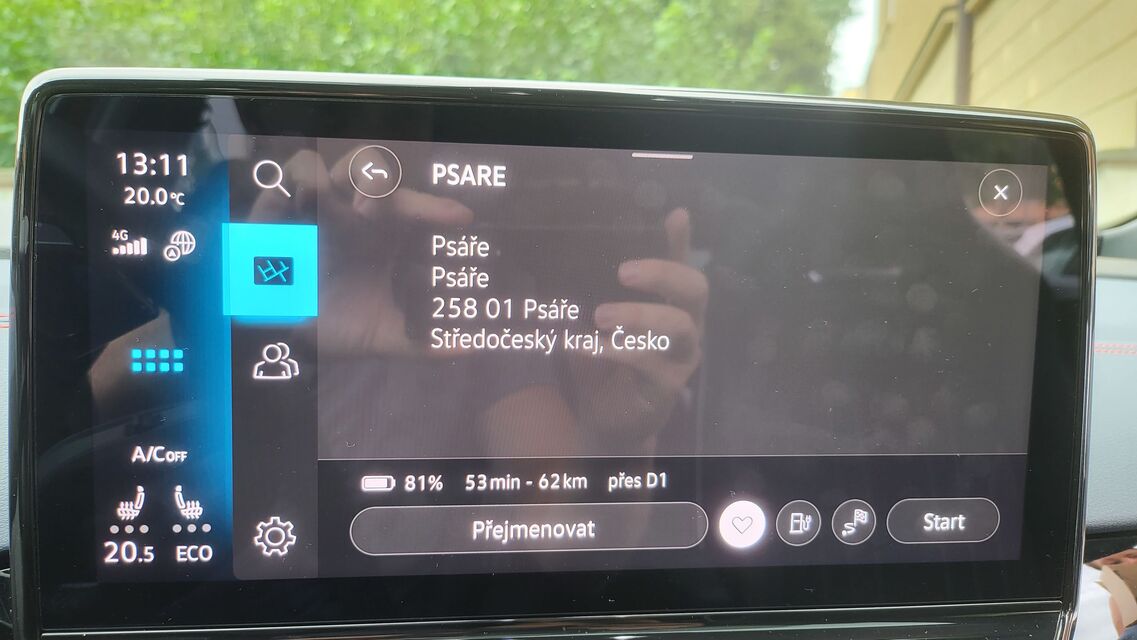 13:11
20.0°C
4G
A
A/C OFF
20.5
ECO
PSARE
Psáře
Psáře
258 01 Psáře
Středočeský kraj, Česko
81% 53 min - 62 km přes D1
Přejmenovat
Start